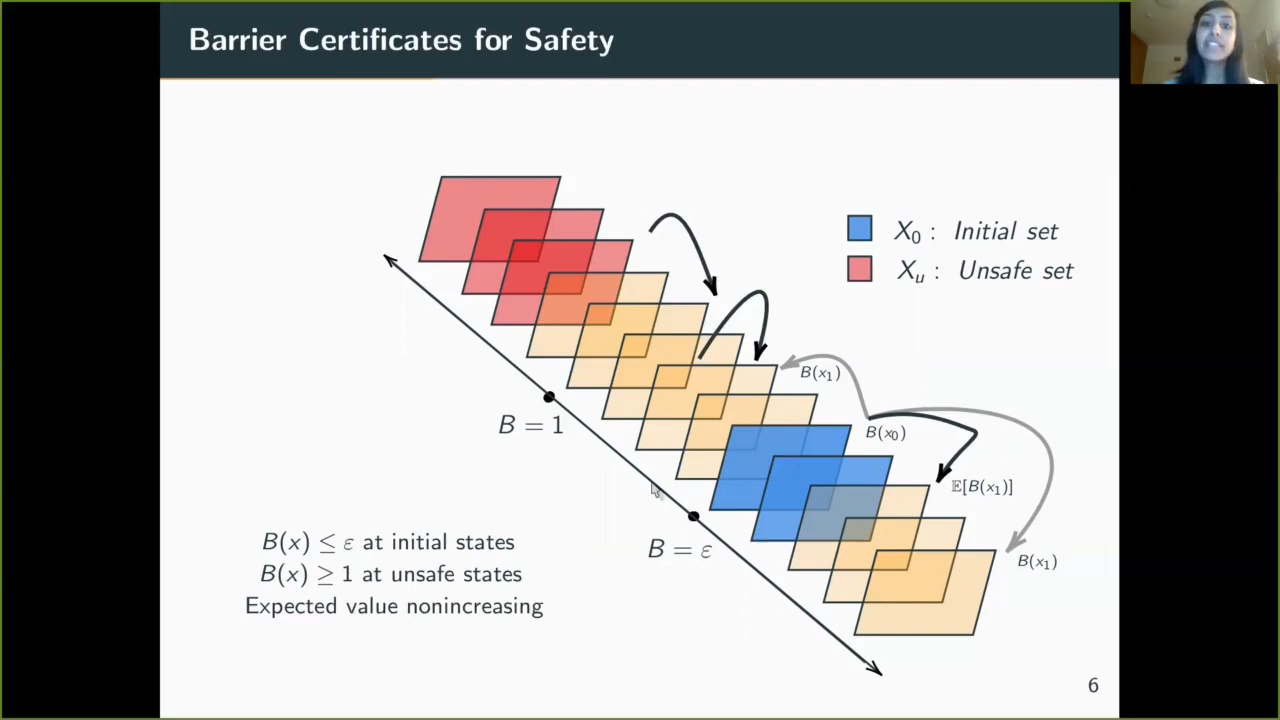 Barrier Certificates for Safety
X₀ : Initial set
Xᵤ : Unsafe set
B(x₁)
B(x₀)
𝔼[B(x₁)]
B(x₁)
B = 1
B = ε
B(x) ≤ ε at initial states
B(x) ≥ 1 at unsafe states
Expected value nonincreasing
6